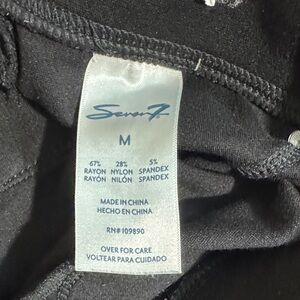 Seven7
M
67% 28% 5%
RAYON NYLON SPANDEX
RAYÓN NILÓN SPANDEX
MADE IN CHINA
HECHO EN CHINA
RN# 109890
OVER FOR CARE
VOLTEAR PARA CUIDADO